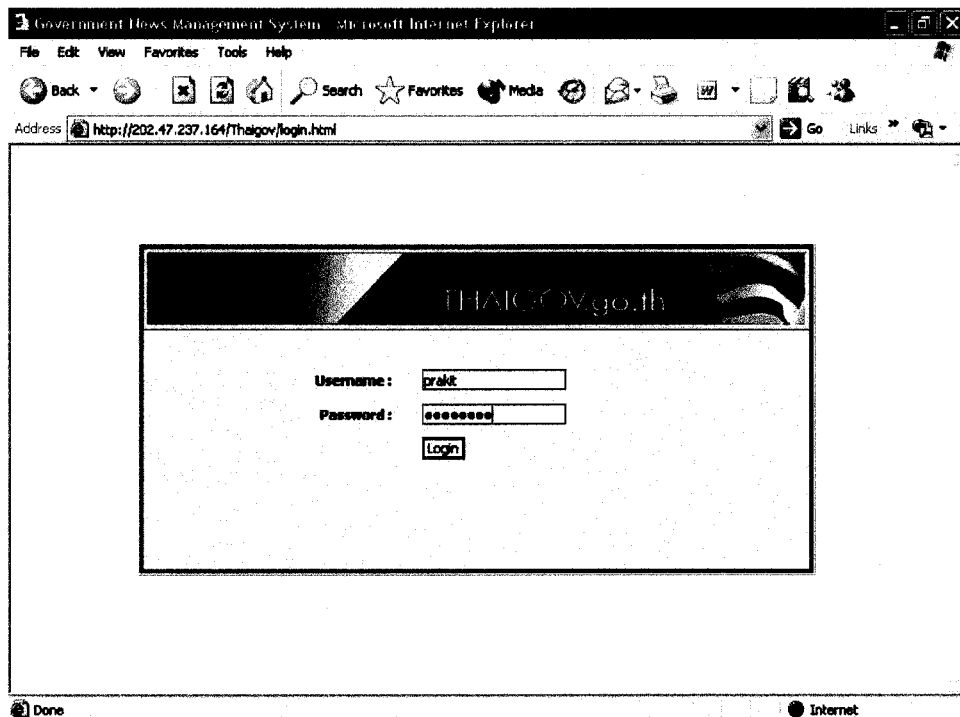 Government News Management System - Microsoft Internet Explorer
File Edit View Favorites Tools Help
Back Search Favorites Media
Address http://202.47.237.164/Thaigov/login.html Go Links »
THAIGOV.go.th
Username : prakit
Password : ●●●●●●●●
Login
Done Internet